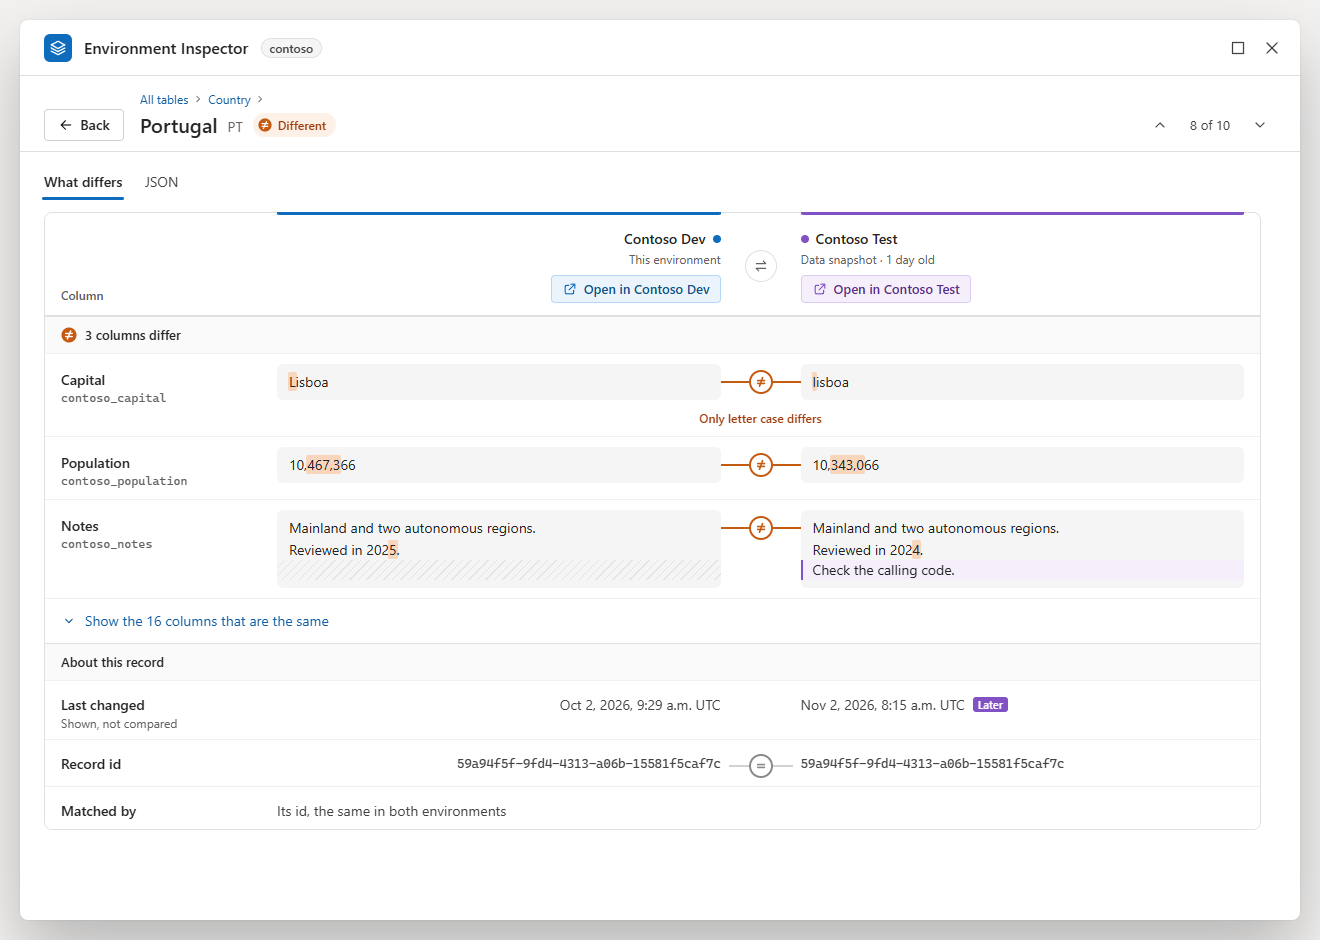 Environment Inspector contoso
All tables > Country >
Back
Portugal PT Different
8 of 10
What differs JSON
Contoso Dev
This environment
Open in Contoso Dev
Contoso Test
Data snapshot · 1 day old
Open in Contoso Test
Column
3 columns differ
Capital
contoso_capital
Lisboa
≠
lisboa
Only letter case differs
Population
contoso_population
10,467,366
≠
10,343,066
Notes
contoso_notes
Mainland and two autonomous regions.
Reviewed in 2025.
≠
Mainland and two autonomous regions.
Reviewed in 2024.
Check the calling code.
Show the 16 columns that are the same
About this record
Last changed
Shown, not compared
Oct 2, 2026, 9:29 a.m. UTC
Nov 2, 2026, 8:15 a.m. UTC Later
Record id
59a94f5f-9fd4-4313-a06b-15581f5caf7c
=
59a94f5f-9fd4-4313-a06b-15581f5caf7c
Matched by
Its id, the same in both environments